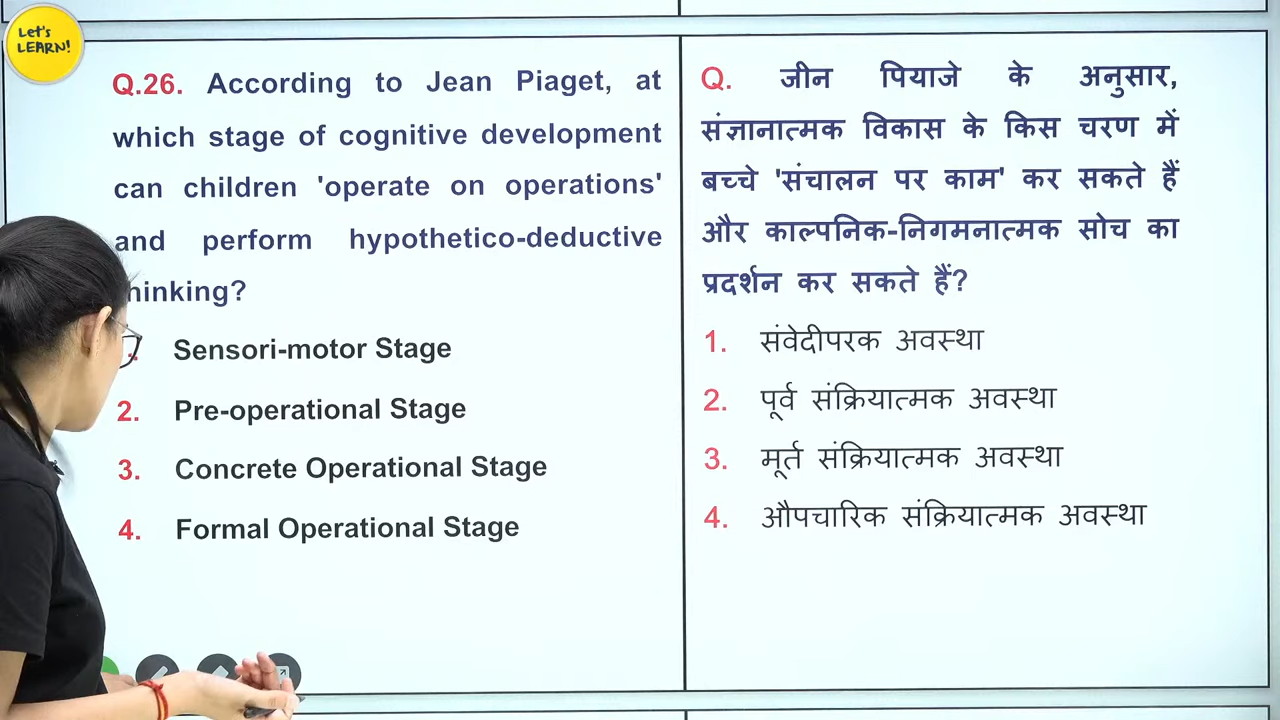 Let's
LEARN!
Q.26. According to Jean Piaget, at
which stage of cognitive development
can children 'operate on operations'
and perform hypothetico-deductive
hinking?
1. Sensori-motor Stage
2. Pre-operational Stage
3. Concrete Operational Stage
4. Formal Operational Stage
Q. जीन पियाजे के अनुसार,
संज्ञानात्मक विकास के किस चरण में
बच्चे 'संचालन पर काम' कर सकते हैं
और काल्पनिक-निगमनात्मक सोच का
प्रदर्शन कर सकते हैं?
1. संवेदीपरक अवस्था
2. पूर्व संक्रियात्मक अवस्था
3. मूर्त संक्रियात्मक अवस्था
4. औपचारिक संक्रियात्मक अवस्था